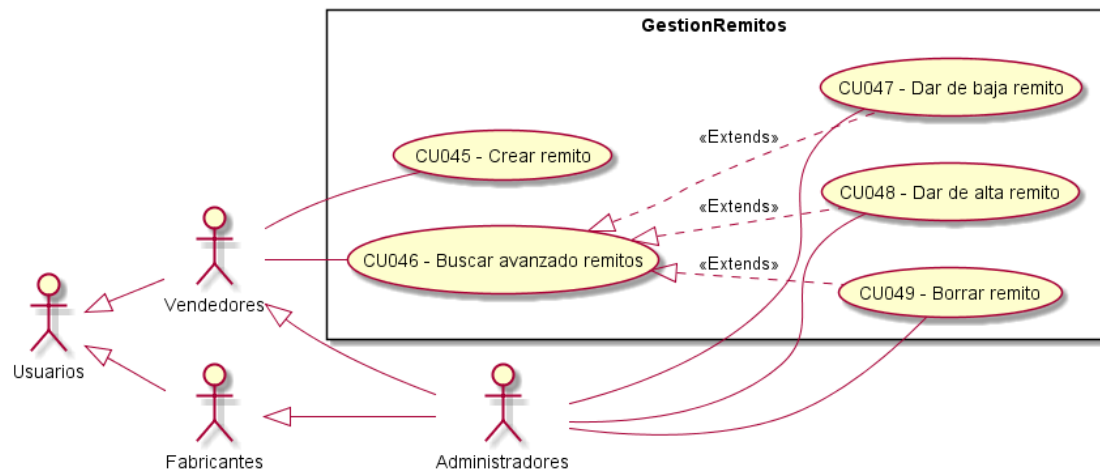 GestionRemitos
CU047 - Dar de baja remito
«Extends»
CU045 - Crear remito
CU048 - Dar de alta remito
«Extends»
CU046 - Buscar avanzado remitos
«Extends»
CU049 - Borrar remito
Vendedores
Usuarios
Fabricantes
Administradores